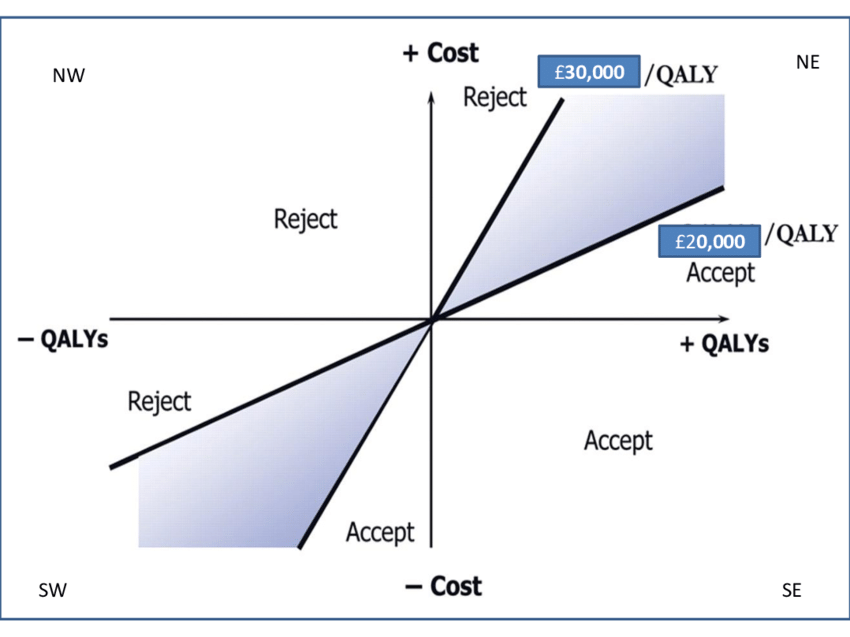 + Cost
NW
£30,000 /QALY
NE
Reject
Reject
£20,000 /QALY
Accept
− QALYs
+ QALYs
Reject
Accept
Accept
SW
− Cost
SE